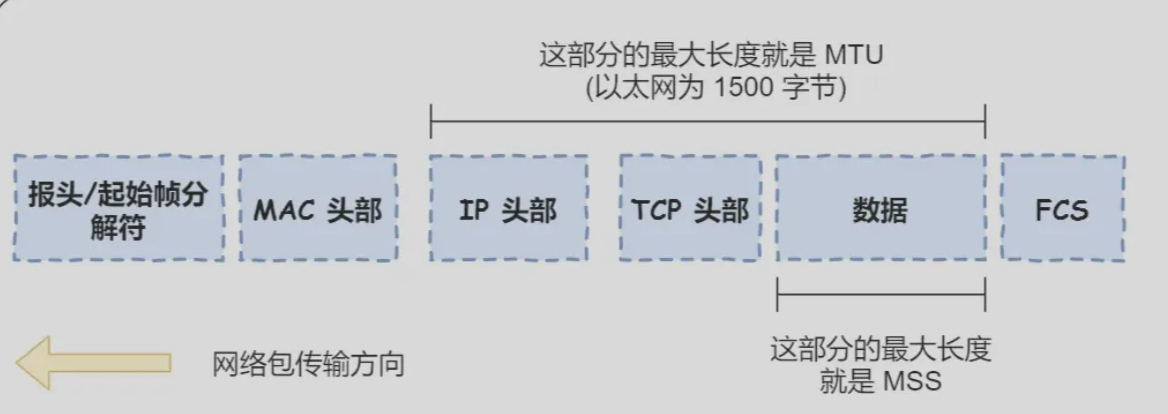 这部分的最大长度就是 MTU
(以太网为 1500 字节)
报头/起始帧分
解符
MAC 头部
IP 头部
TCP 头部
数据
FCS
网络包传输方向
这部分的最大长度
就是 MSS